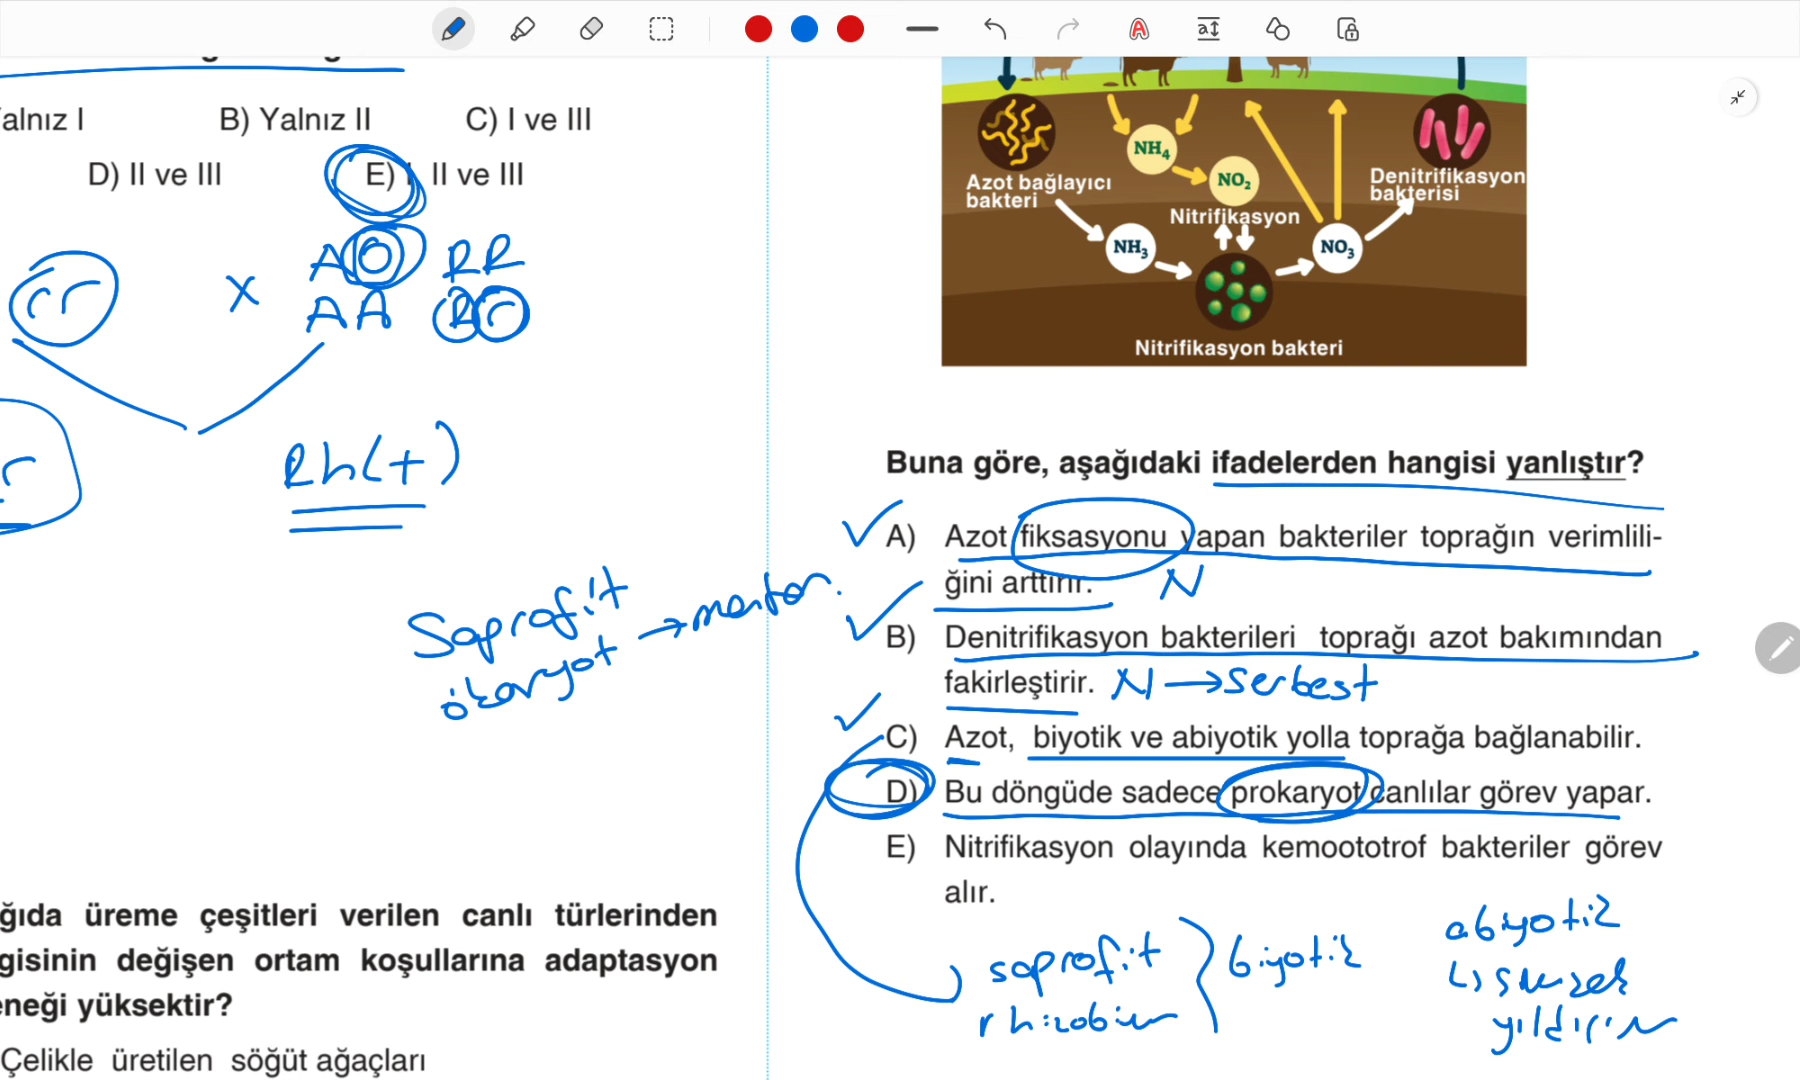 alnız I
B) Yalnız II
C) I ve III
D) II ve III
E) I, II ve III
AO RR
rr x AA Rr
r
Rh(+)
Saprofit
ökaryot → mantar
ğıda üreme çeşitleri verilen canlı türlerinden
gisinin değişen ortam koşullarına adaptasyon
eneği yüksektir?
Çelikle üretilen söğüt ağaçları
NH₄
NO₂
Azot bağlayıcı
bakteri
Denitrifikasyon
bakterisi
Nitrifikasyon
NH₃
NO₃
Nitrifikasyon bakteri
Buna göre, aşağıdaki ifadelerden hangisi yanlıştır?
A) Azot fiksasyonu yapan bakteriler toprağın verimlili-
ğini arttırır. N
B) Denitrifikasyon bakterileri toprağı azot bakımından
fakirleştirir. N → Serbest
C) Azot, biyotik ve abiyotik yolla toprağa bağlanabilir.
D) Bu döngüde sadece prokaryot canlılar görev yapar.
E) Nitrifikasyon olayında kemoototrof bakteriler görev
alır.
saprofit
rhizobium
biyotik
abiyotik
↳ şimşek
yıldırım